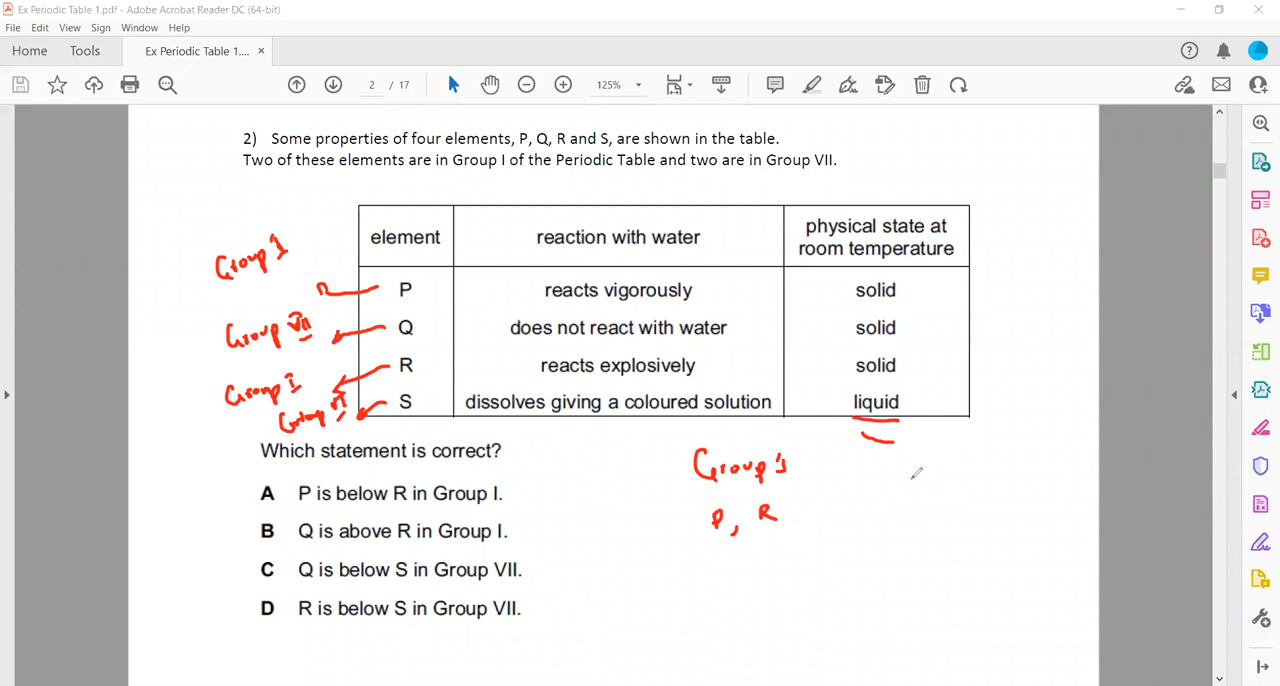 Ex Periodic Table 1.pdf - Adobe Acrobat Reader DC (64-bit)
File Edit View Sign Window Help
Home Tools Ex Periodic Table 1.... ×
2 / 17 125%
2) Some properties of four elements, P, Q, R and S, are shown in the table.
Two of these elements are in Group I of the Periodic Table and two are in Group VII.
element reaction with water physical state at room temperature
Group I
P reacts vigorously solid
Group VII
Q does not react with water solid
R reacts explosively solid
Group I
Group VII
S dissolves giving a coloured solution liquid
Which statement is correct?
Group I
A P is below R in Group I.
P, R
B Q is above R in Group I.
C Q is below S in Group VII.
D R is below S in Group VII.